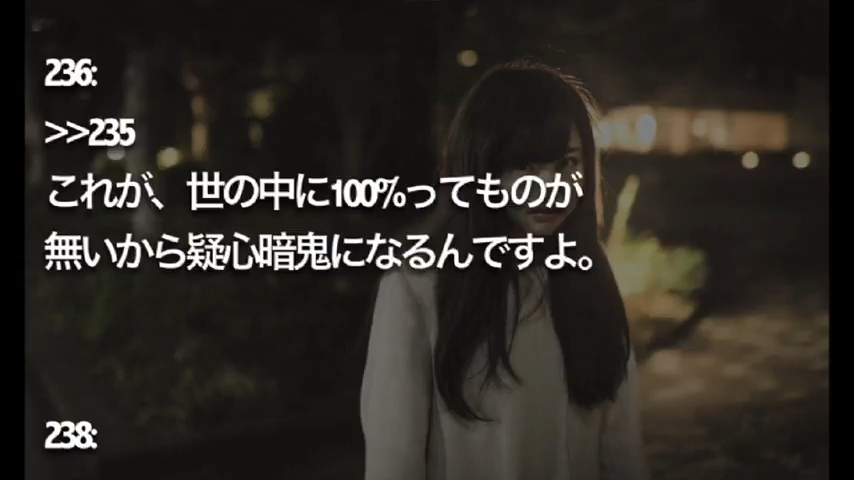 236:
>>235
これが、世の中に100%ってものが
無いから疑心暗鬼になるんですよ。
238: